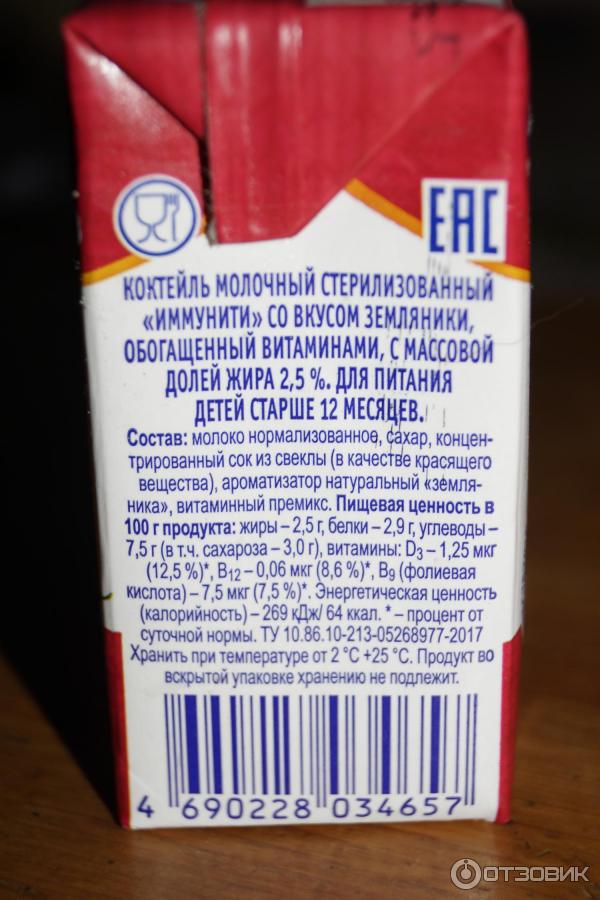 ЕАС
КОКТЕЙЛЬ МОЛОЧНЫЙ СТЕРИЛИЗОВАННЫЙ
«ИММУНИТИ» СО ВКУСОМ ЗЕМЛЯНИКИ,
ОБОГАЩЕННЫЙ ВИТАМИНАМИ, С МАССОВОЙ
ДОЛЕЙ ЖИРА 2,5 %. ДЛЯ ПИТАНИЯ
ДЕТЕЙ СТАРШЕ 12 МЕСЯЦЕВ.
Состав: молоко нормализованное, сахар, концен-
трированный сок из свеклы (в качестве красящего
вещества), ароматизатор натуральный «земля-
ника», витаминный премикс. Пищевая ценность в
100 г продукта: жиры – 2,5 г, белки – 2,9 г, углеводы –
7,5 г (в т.ч. сахароза – 3,0 г), витамины: D3 – 1,25 мкг
(12,5 %)*, B12 – 0,06 мкг (8,6 %)*, B9 (фолиевая
кислота) – 7,5 мкг (7,5 %)*. Энергетическая ценность
(калорийность) – 269 кДж/ 64 ккал. * – процент от
суточной нормы. ТУ 10.86.10-213-05268977-2017
Хранить при температуре от 2 °С +25 °С. Продукт во
вскрытой упаковке хранению не подлежит.
4 690228 034657
ОТЗОВИК